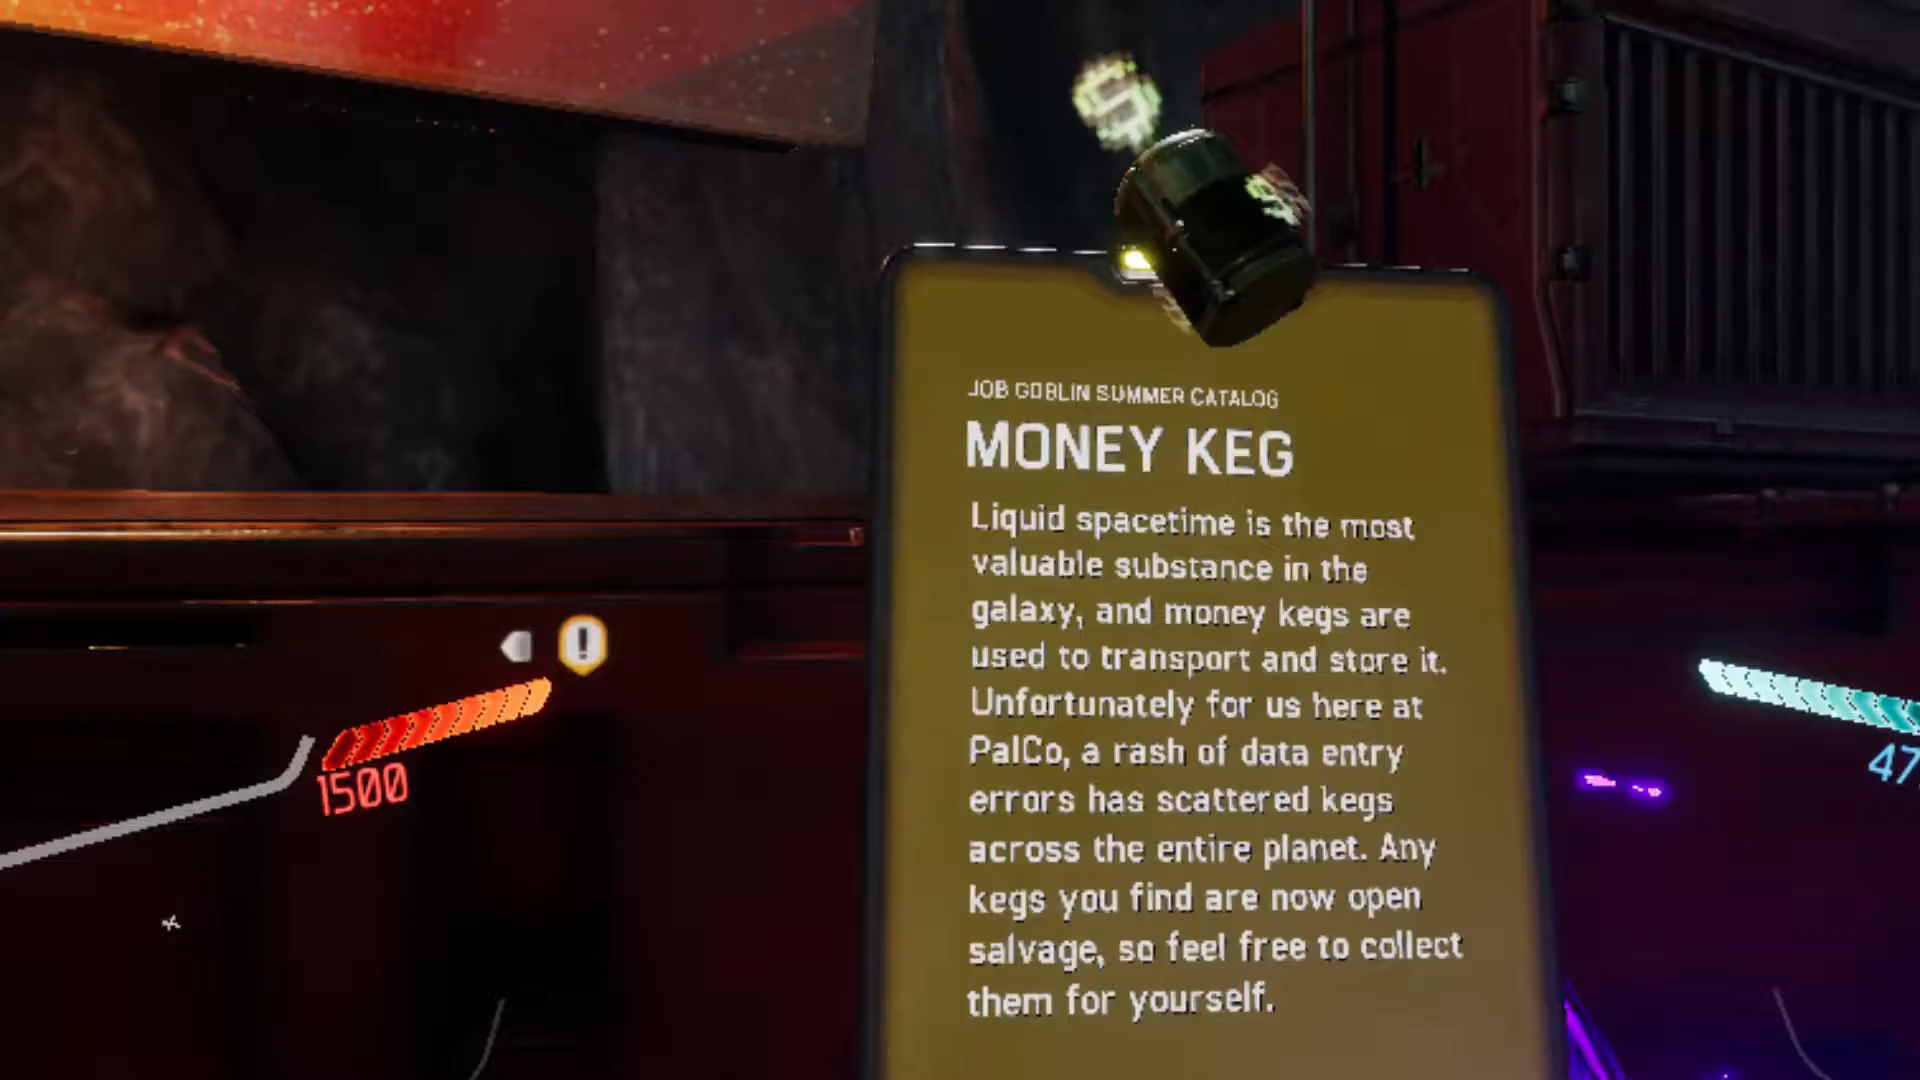 JOB GOBLIN SUMMER CATALOG
MONEY KEG
Liquid spacetime is the most
valuable substance in the
galaxy, and money kegs are
used to transport and store it.
Unfortunately for us here at
PalCo, a rash of data entry
errors has scattered kegs
across the entire planet. Any
kegs you find are now open
salvage, so feel free to collect
them for yourself.
1500
47